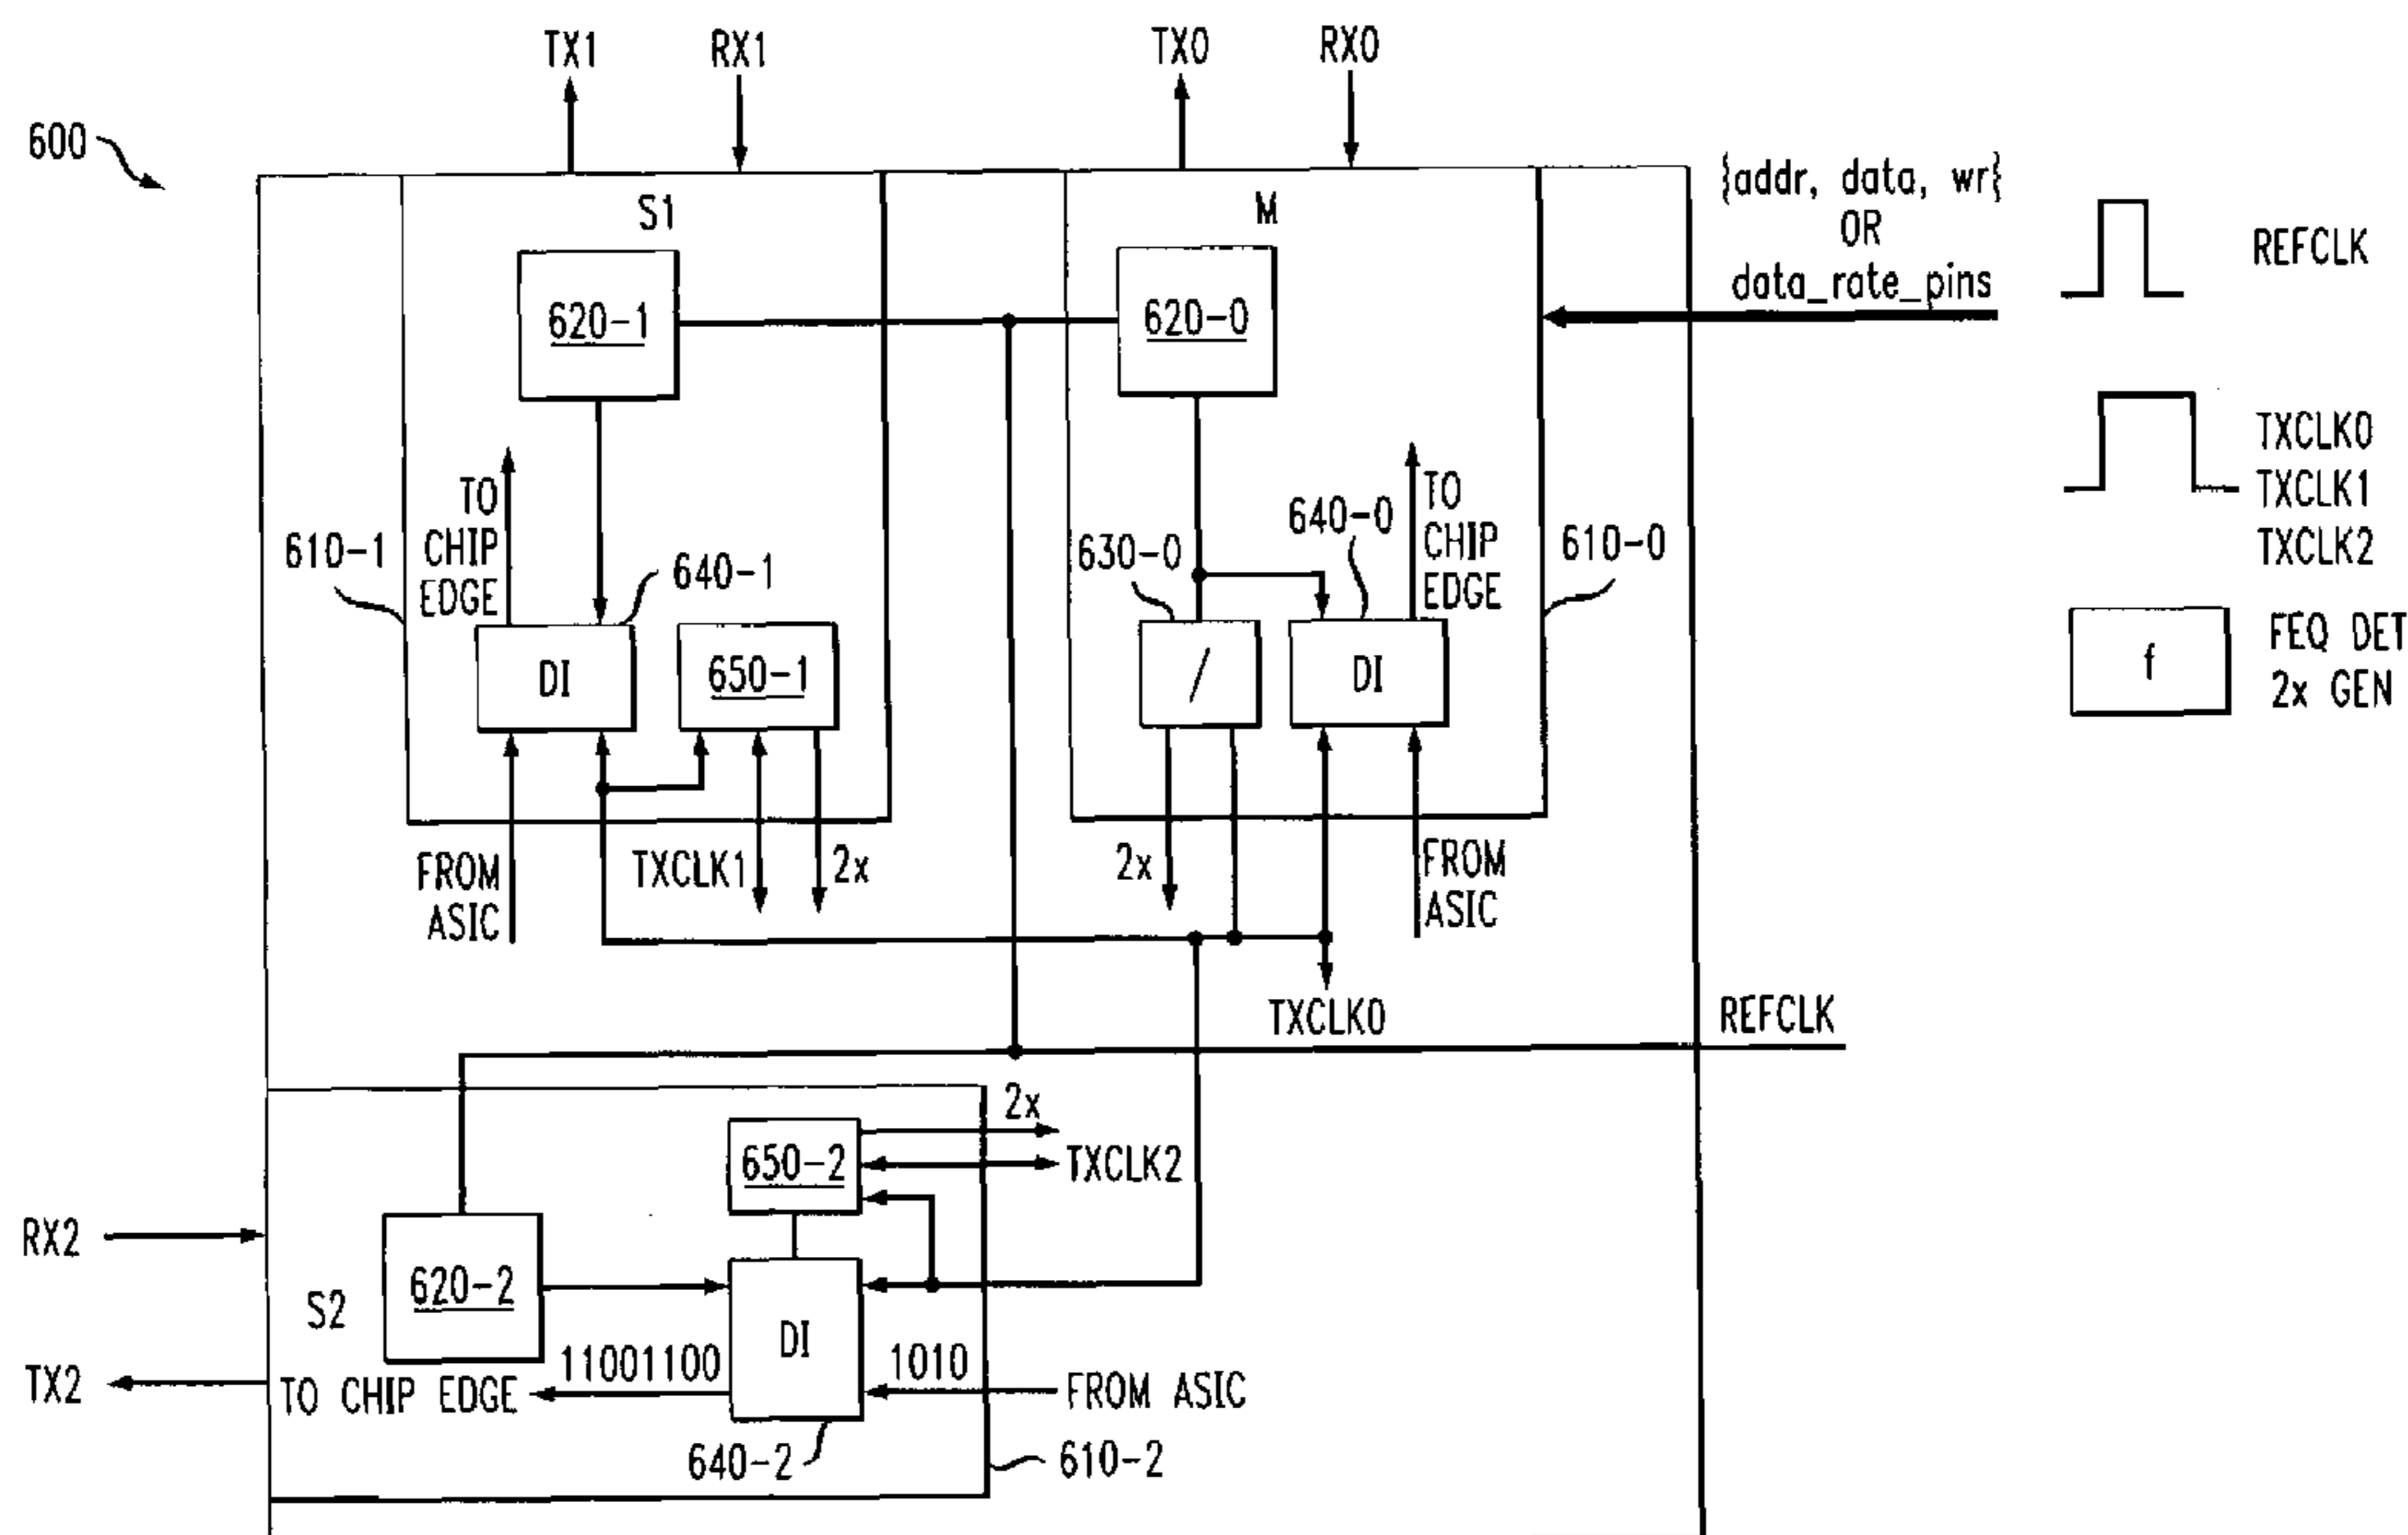 TX1
RX1
TX0
RX0
600
S1
M
{addr, data, wr{
OR
data_rate_pins
REFCLK
620-1
620-0
TXCLK0
TXCLK1
TXCLK2
TO
CHIP
EDGE
610-1
640-1
630-0
640-0
TO
CHIP
EDGE
610-0
DI
650-1
/
DI
f
FEQ DET
2x GEN
FROM
ASIC
TXCLK1
2x
2x
FROM
ASIC
TXCLK0
REFCLK
2x
650-2
TXCLK2
RX2
620-2
S2
DI
11001100
1010
TX2
TO CHIP EDGE
FROM ASIC
640-2
610-2